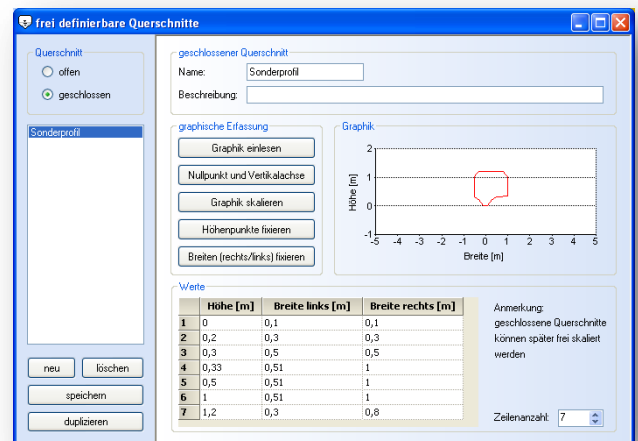 frei definierbare Querschnitte
Querschnitt
offen
geschlossen
Sonderprofil
neu
löschen
speichern
duplizieren
geschlossener Querschnitt
Name:
Sonderprofil
Beschreibung:
graphische Erfassung
Graphik einlesen
Nullpunkt und Vertikalachse
Graphik skalieren
Höhenpunkte fixieren
Breiten (rechts/links) fixieren
Graphik
2
1
0
-1
Höhe [m]
-5 -4 -3 -2 -1 0 1 2 3 4 5
Breite [m]
Werte
Höhe [m] Breite links [m] Breite rechts [m]
1 0 0,1 0,1
2 0,2 0,3 0,3
3 0,3 0,5 0,5
4 0,33 0,51 1
5 0,5 0,51 1
6 1 0,51 1
7 1,2 0,3 0,8
Anmerkung:
geschlossene Querschnitte
können später frei skaliert
werden
Zeilenanzahl: 7